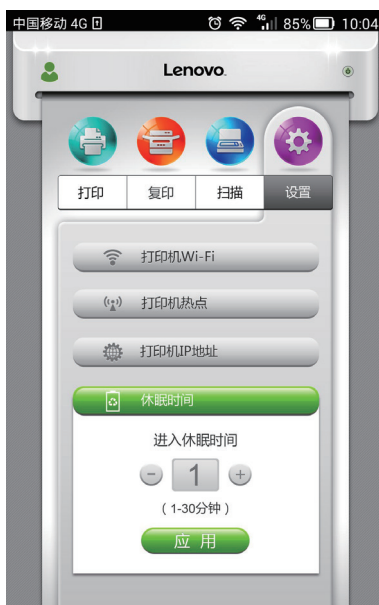 中国移动 4G 85% 10:04
Lenovo
打印 复印 扫描 设置
打印机Wi-Fi
打印机热点
打印机IP地址
休眠时间
进入休眠时间
1
(1-30分钟)
应 用